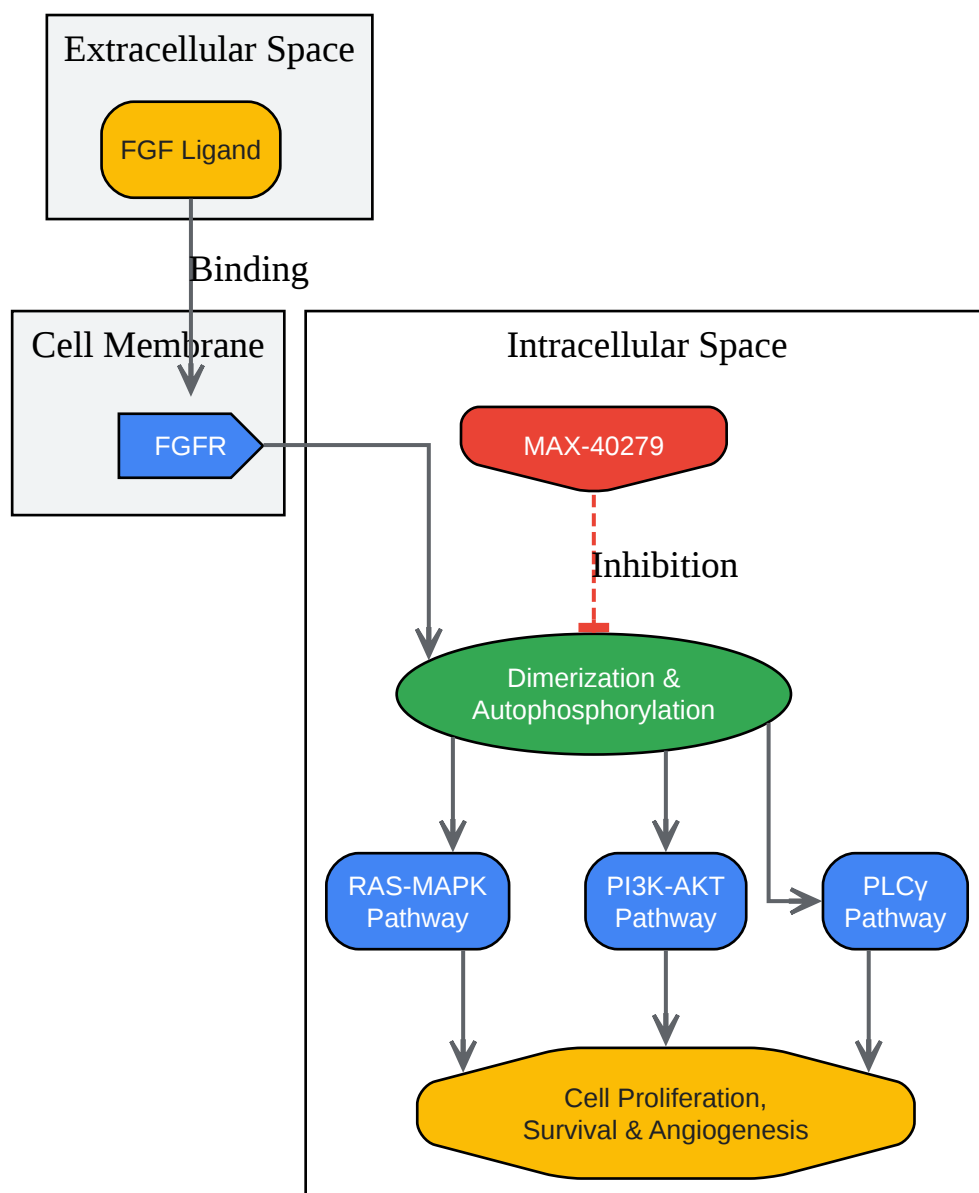 Extracellular Space
FGF Ligand
Binding
Cell Membrane
FGFR
Intracellular Space
MAX-40279
Inhibition
Dimerization &
Autophosphorylation
RAS-MAPK
Pathway
PI3K-AKT
Pathway
PLCγ
Pathway
Cell Proliferation,
Survival & Angiogenesis